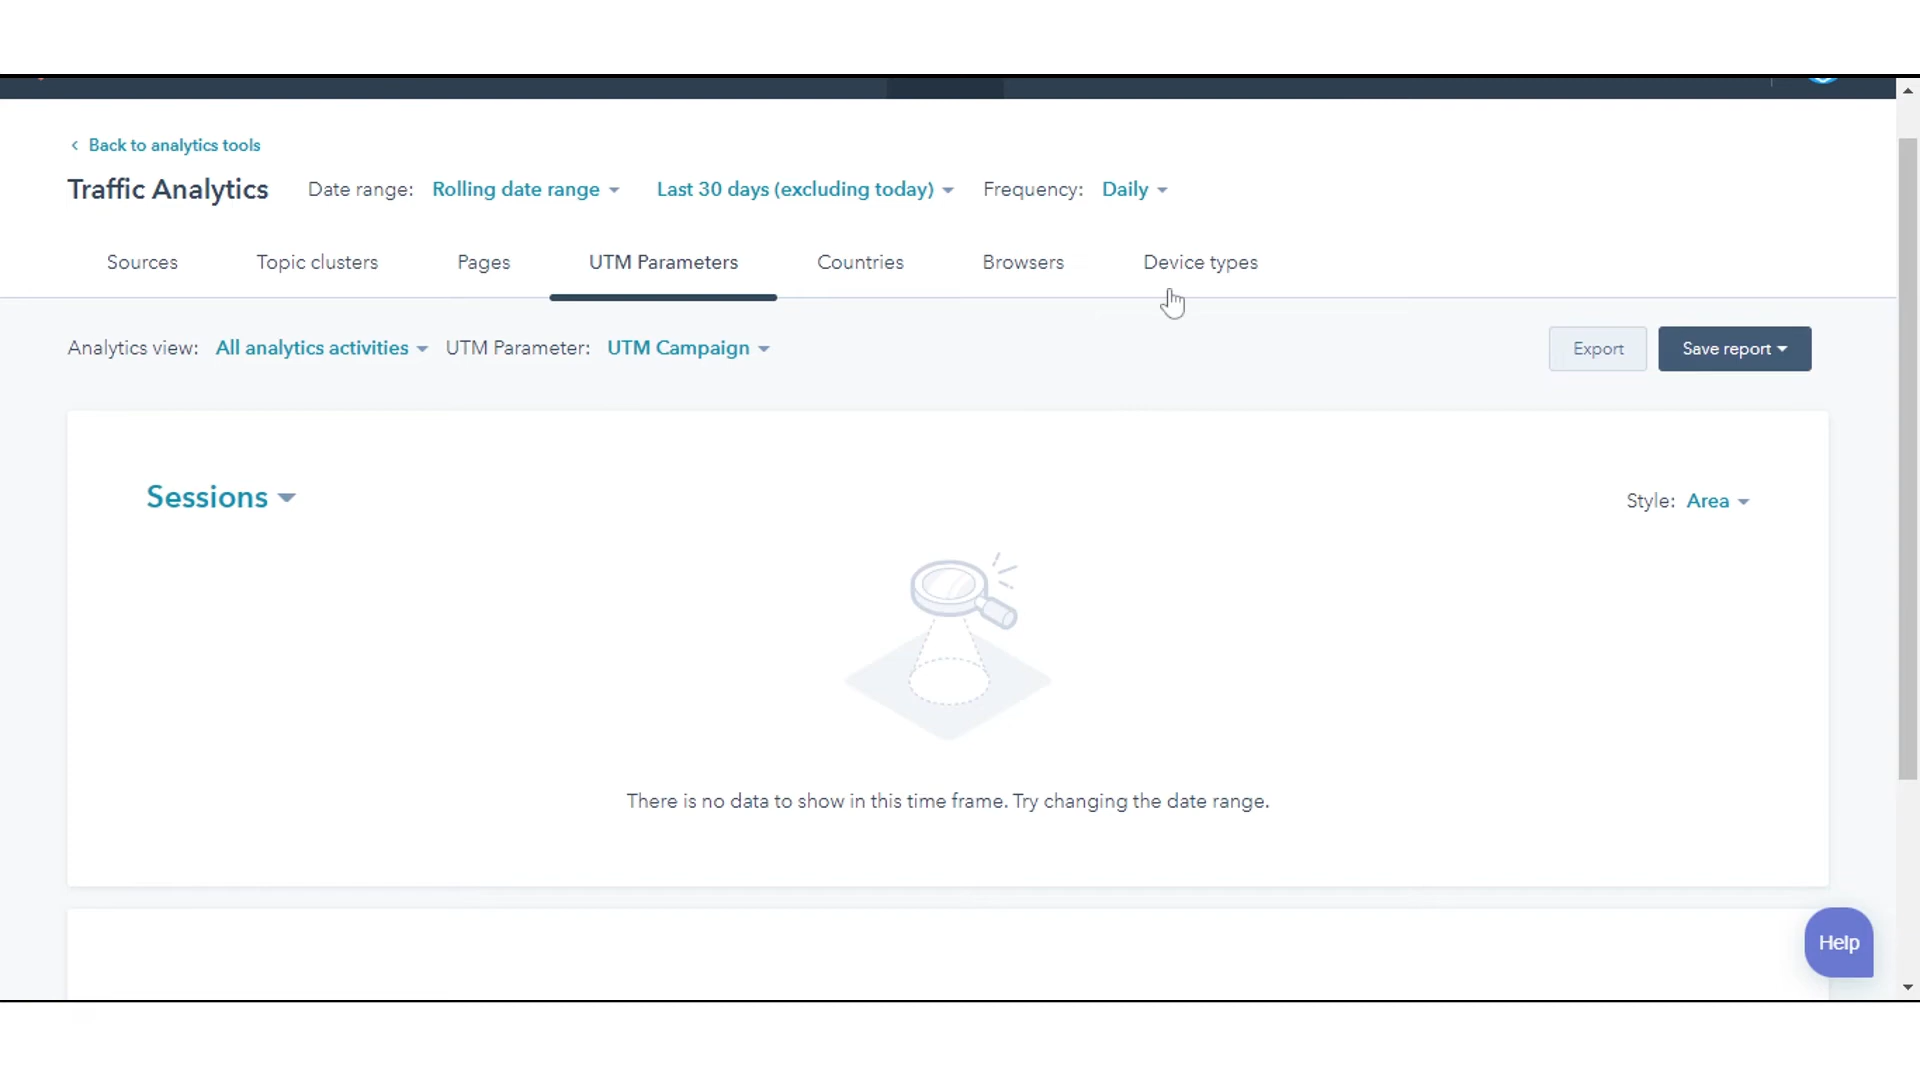 Back to analytics tools
Traffic Analytics Date range: Rolling date range Last 30 days (excluding today) Frequency: Daily
Sources Topic clusters Pages UTM Parameters Countries Browsers Device types
Analytics view: All analytics activities UTM Parameter: UTM Campaign Export Save report
Sessions Style: Area
There is no data to show in this time frame. Try changing the date range.
Help